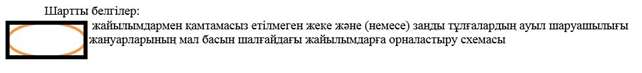 Шартты белгілер:
жайылымдармен қамтамасыз етілмеген жеке және (немесе) заңды тұлғалардың ауыл шаруашылығы
жануарларының мал басын шалғайдағы жайылымдарға орналастыру схемасы